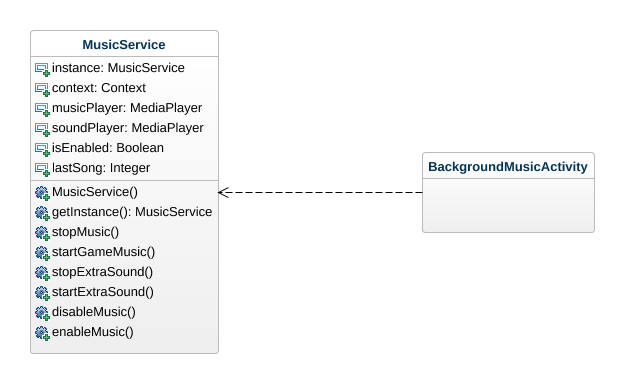 MusicService
instance: MusicService
context: Context
musicPlayer: MediaPlayer
soundPlayer: MediaPlayer
isEnabled: Boolean
lastSong: Integer
MusicService()
getInstance(): MusicService
stopMusic()
startGameMusic()
stopExtraSound()
startExtraSound()
disableMusic()
enableMusic()
BackgroundMusicActivity